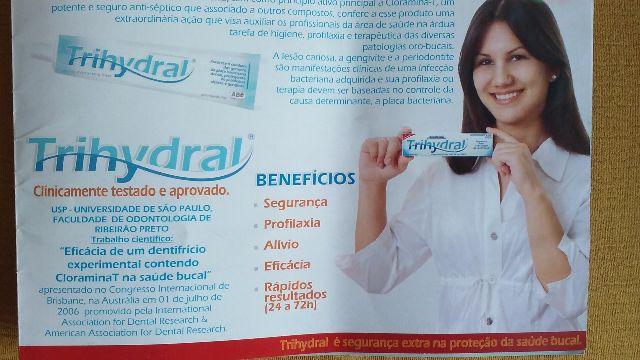 como princípio ativo principal a Cloramina-T, um
potente e seguro anti-séptico que associado a outros compostos, confere a esse produto uma
extraordinária ação que visa auxiliar os profissionais da área de saúde na árdua
tarefa de higiene, profilaxia e terapêutica das diversas
patologias oro-bucais.
A lesão cariosa, a gengivite e a periodontite
são manifestações clínicas de uma infecção
bacteriana adquirida e sua profilaxia ou
terapia devem ser baseadas no controle da
causa determinante, a placa bacteriana.
Trihydral
ABB
Trihydral®
Clinicamente testado e aprovado.
USP - UNIVERSIDADE DE SÃO PAULO,
FACULDADE DE ODONTOLOGIA DE
RIBEIRÃO PRETO
Trabalho científico:
"Eficácia de um dentifrício
experimental contendo
CloraminaT na saúde bucal"
apresentado no Congresso Internacional de
Brisbane, na Austrália em 01 de julho de
2006 promovido pela International
Association for Dental Research &
American Association for Dental Research.
BENEFÍCIOS
Segurança
Profilaxia
Alívio
Eficácia
Rápidos
resultados
(24 a 72h)
Trihydral
Trihydral é segurança extra na proteção da saúde bucal.